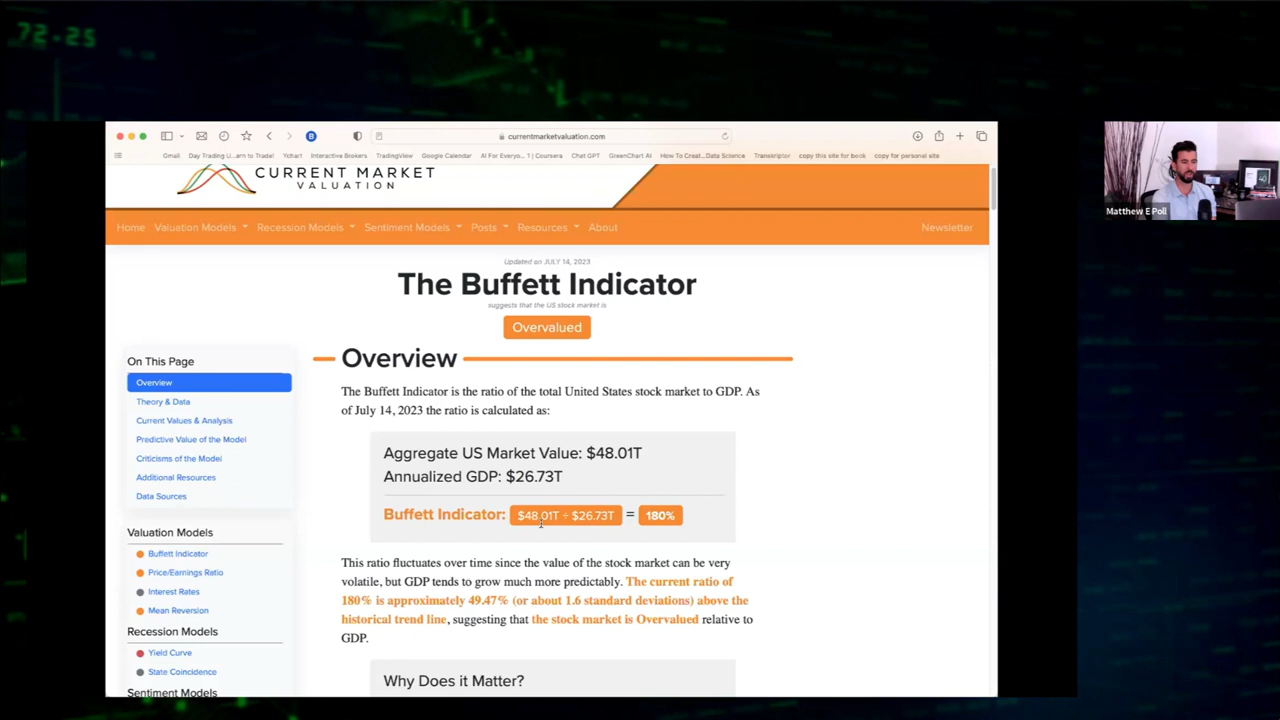 72-25
currentmarketvaluation.com
Gmail Day Trading U...arn to Trade! Ychart Interactive Brokers TradingView Google Calendar AI For Everyo... 1 | Coursera Chat GPT GreenChart AI How To Creat...Data Science Transkriptor copy this site for book copy for personal site
CURRENT MARKET
VALUATION
Home Valuation Models Recession Models Sentiment Models Posts Resources About Newsletter
Matthew E Poll
Updated on JULY 14, 2023
The Buffett Indicator
suggests that the US stock market is
Overvalued
On This Page
Overview
Theory & Data
Current Values & Analysis
Predictive Value of the Model
Criticisms of the Model
Additional Resources
Data Sources
Valuation Models
Buffett Indicator
Price/Earnings Ratio
Interest Rates
Mean Reversion
Recession Models
Yield Curve
State Coincidence
Sentiment Models
Overview
The Buffett Indicator is the ratio of the total United States stock market to GDP. As
of July 14, 2023 the ratio is calculated as:
Aggregate US Market Value: $48.01T
Annualized GDP: $26.73T
Buffett Indicator: $48.01T ÷ $26.73T = 180%
This ratio fluctuates over time since the value of the stock market can be very
volatile, but GDP tends to grow much more predictably. The current ratio of
180% is approximately 49.47% (or about 1.6 standard deviations) above the
historical trend line, suggesting that the stock market is Overvalued relative to
GDP.
Why Does it Matter?